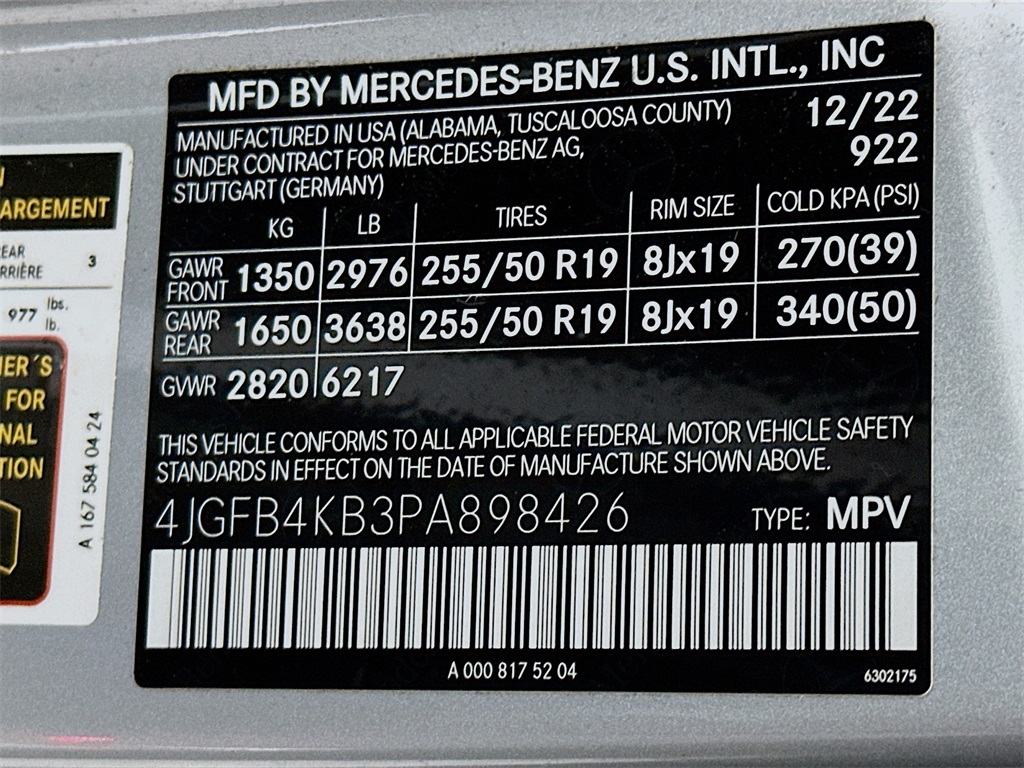 MFD BY MERCEDES-BENZ U.S. INTL., INC
MANUFACTURED IN USA (ALABAMA, TUSCALOOSA COUNTY) 12/22
UNDER CONTRACT FOR MERCEDES-BENZ AG, 922
STUTTGART (GERMANY)
KG LB TIRES RIM SIZE COLD KPA (PSI)
GAWR FRONT 1350 2976 255/50 R19 8Jx19 270(39)
GAWR REAR 1650 3638 255/50 R19 8Jx19 340(50)
GVWR 2820 6217
THIS VEHICLE CONFORMS TO ALL APPLICABLE FEDERAL MOTOR VEHICLE SAFETY
STANDARDS IN EFFECT ON THE DATE OF MANUFACTURE SHOWN ABOVE.
4JGFB4KB3PA898426 TYPE: MPV
A 000 817 52 04 6302175
ARGEMENT
EAR 3
RRIÈRE
977 lbs.
lb.
ER´S
FOR
NAL
TION
A 167 584 04 24